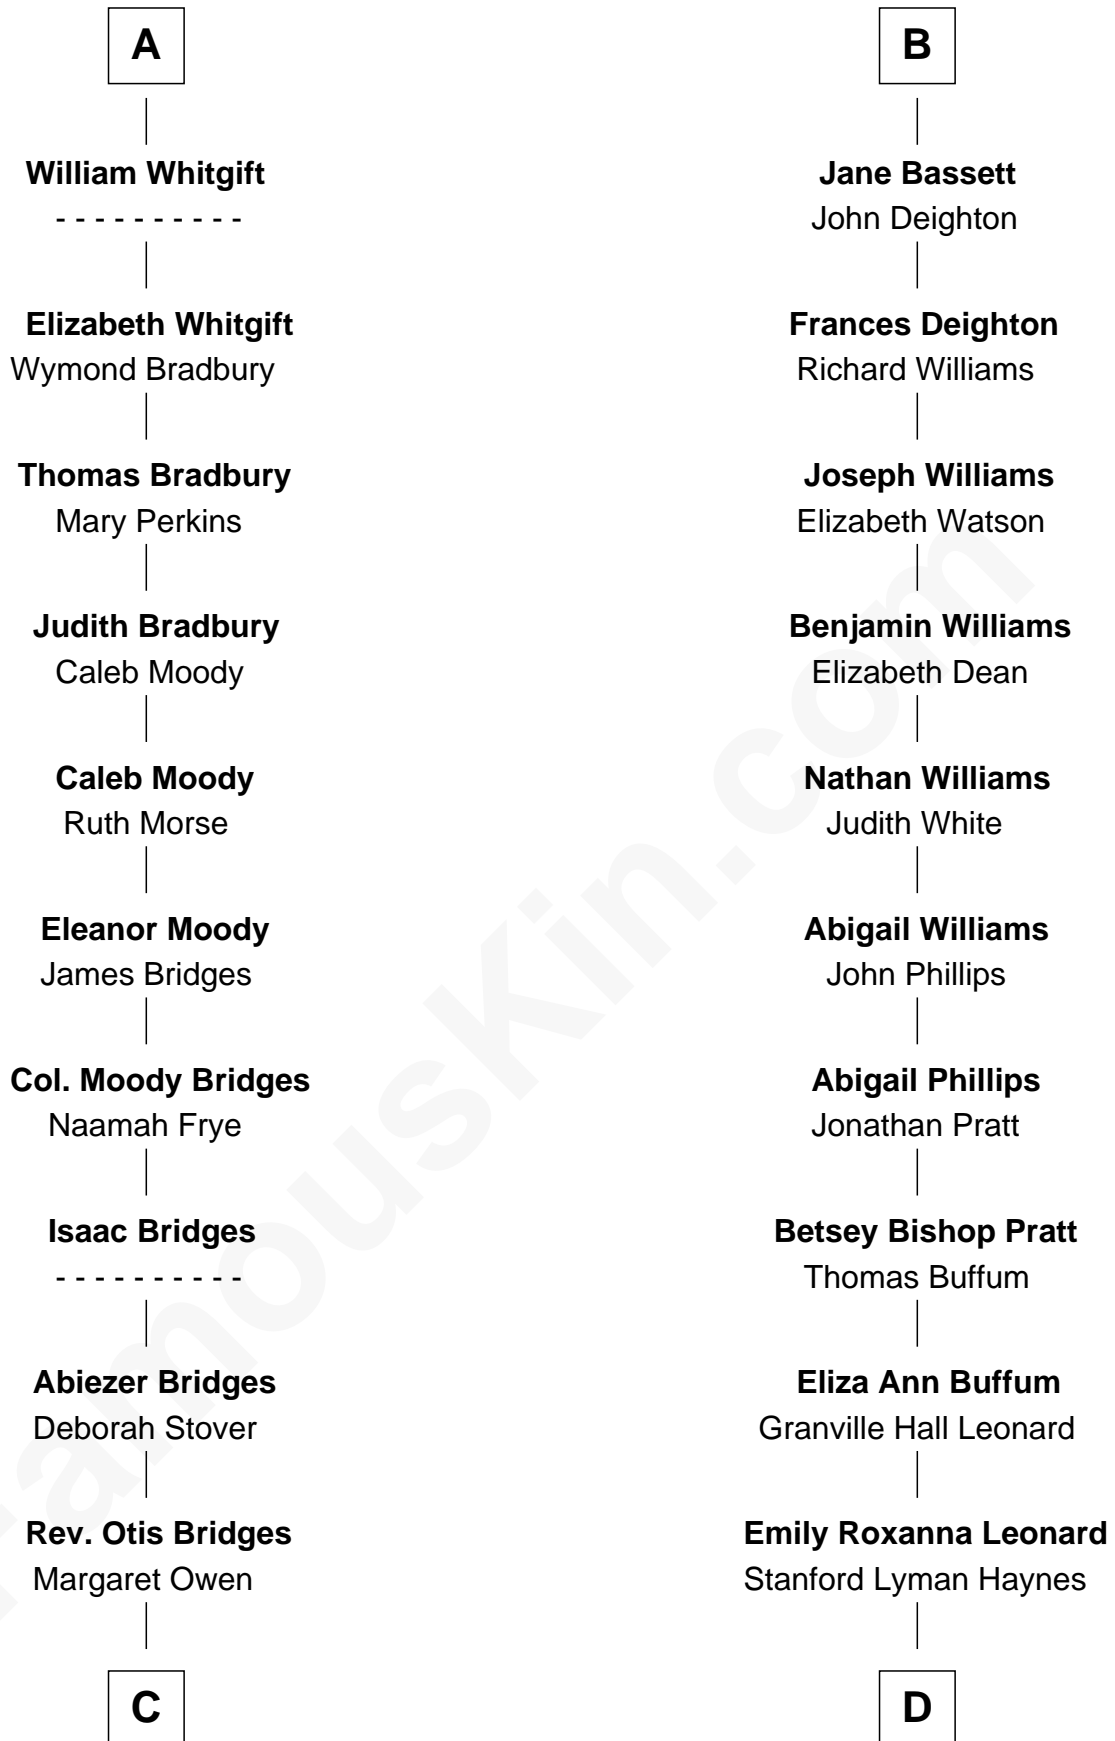 A
William Whitgift
- - - - - - - - - -
Elizabeth Whitgift
Wymond Bradbury
Thomas Bradbury
Mary Perkins
Judith Bradbury
Caleb Moody
Caleb Moody
Ruth Morse
Eleanor Moody
James Bridges
Col. Moody Bridges
Naamah Frye
Isaac Bridges
- - - - - - - - - -
Abiezer Bridges
Deborah Stover
Rev. Otis Bridges
Margaret Owen
C
B
Jane Bassett
John Deighton
Frances Deighton
Richard Williams
Joseph Williams
Elizabeth Watson
Benjamin Williams
Elizabeth Dean
Nathan Williams
Judith White
Abigail Williams
John Phillips
Abigail Phillips
Jonathan Pratt
Betsey Bishop Pratt
Thomas Buffum
Eliza Ann Buffum
Granville Hall Leonard
Emily Roxanna Leonard
Stanford Lyman Haynes
D
FamousKin.com